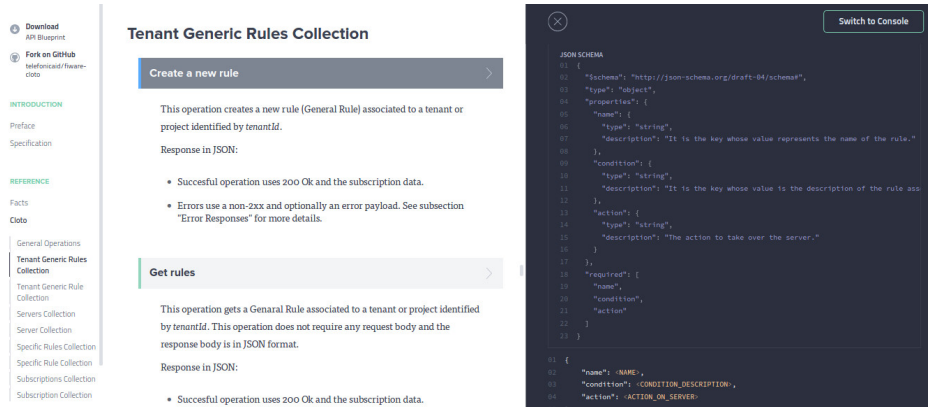 Download
API Blueprint
Fork on GitHub
telefonicaid/fiware-
cloto
INTRODUCTION
Preface
Specification
REFERENCE
Facts
Cloto
General Operations
Tenant Generic Rules
Collection
Tenant Generic Rule
Collection
Servers Collection
Server Collection
Specific Rules Collection
Specific Rule Collection
Subscriptions Collection
Subscription Collection
Tenant Generic Rules Collection
Create a new rule
This operation creates a new rule (General Rule) associated to a tenant or
project identified by tenantId.
Response in JSON:
• Succesful operation uses 200 Ok and the subscription data.
• Errors use a non-2xx and optionally an error payload. See subsection
"Error Responses" for more details.
Get rules
This operation gets a Genaral Rule associated to a tenant or project identified
by tenantId. This operation does not require any request body and the
response body is in JSON format.
Response in JSON:
• Succesful operation uses 200 Ok and the subscription data.
Switch to Console
JSON SCHEMA
01 {
02 "$schema": "http://json-schema.org/draft-04/schema#",
03 "type": "object",
04 "properties": {
05 "name": {
06 "type": "string",
07 "description": "It is the key whose value represents the name of the rule."
08 },
09 "condition": {
10 "type": "string",
11 "description": "It is the key whose value is the description of the rule ass
12 },
13 "action": {
14 "type": "string",
15 "description": "The action to take over the server."
16 }
17 },
18 "required": [
19 "name",
20 "condition",
21 "action"
22 ]
23 }
01 {
02 "name": <NAME>,
03 "condition": <CONDITION_DESCRIPTION>,
04 "action": <ACTION_ON_SERVER>